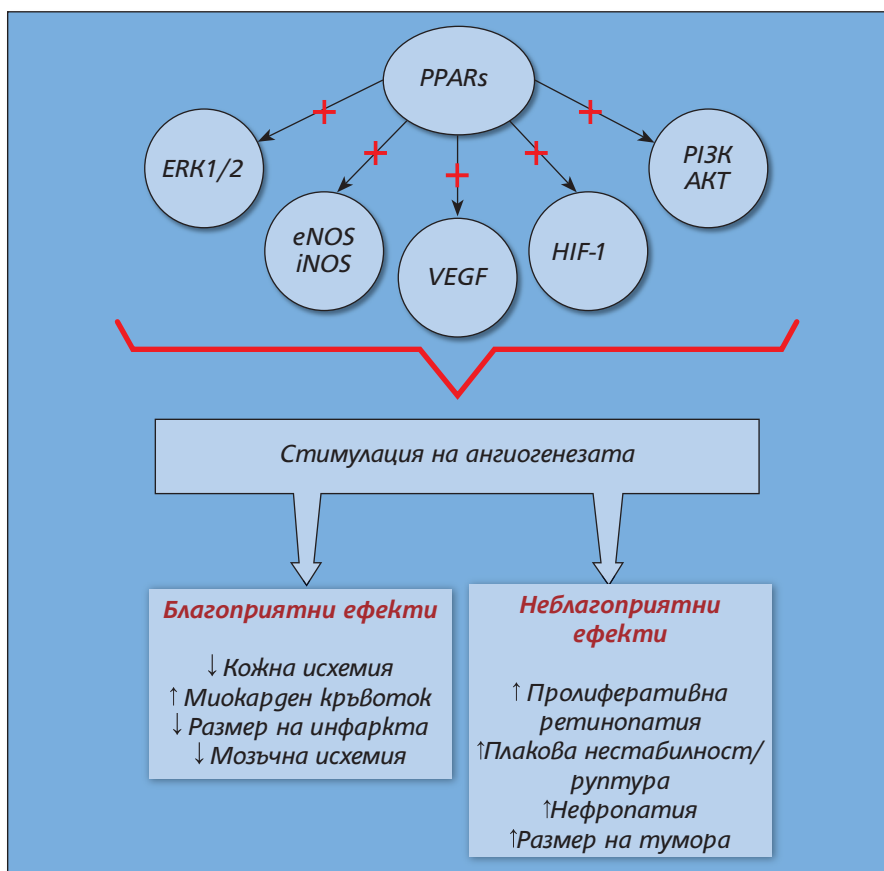 PPARs
ERK1/2
eNOS
iNOS
VEGF
HIF-1
PI3K
AKT
Стимулация на ангиогенезата
Благоприятни ефекти
↓ Кожна исхемия
↑ Миокарден кръвоток
↓ Размер на инфаркта
↓ Мозъчна исхемия
Неблагоприятни
ефекти
↑ Пролиферативна
ретинопатия
↑Плакова нестабилност/
руптура
↑Нефропатия
↑Размер на тумора